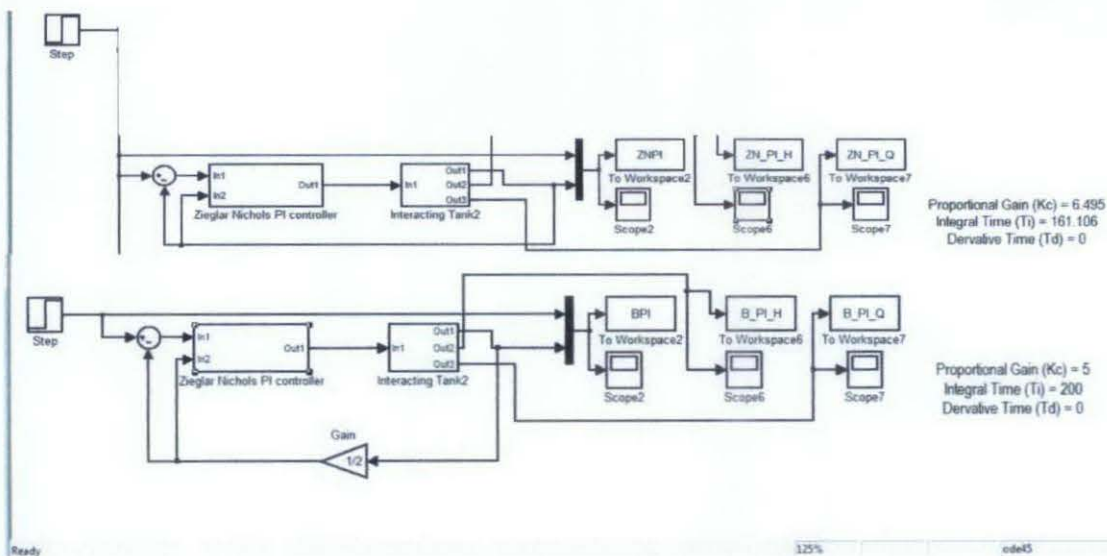 Step
ZNPI
ZN_PI_H
ZN_PI_Q
In1
In2
Out1
In1
Out1
Out2
Out3
To Workspace2
To Workspace6
To Workspace7
Zieglar Nichols PI controller
Interacting Tank2
Scope2
Scope6
Scope7
Proportional Gain (Kc) = 6.495
Integral Time (Ti) = 161.106
Dervative Time (Td) = 0
Step
BPI
B_PI_H
B_PI_Q
In1
In2
Out1
In1
Out1
Out2
Out3
To Workspace2
To Workspace6
To Workspace7
Zieglar Nichols PI controller
Interacting Tank2
Scope2
Scope6
Scope7
Proportional Gain (Kc) = 5
Integral Time (Ti) = 200
Dervative Time (Td) = 0
Gain
1/2
Ready
125%
ode45